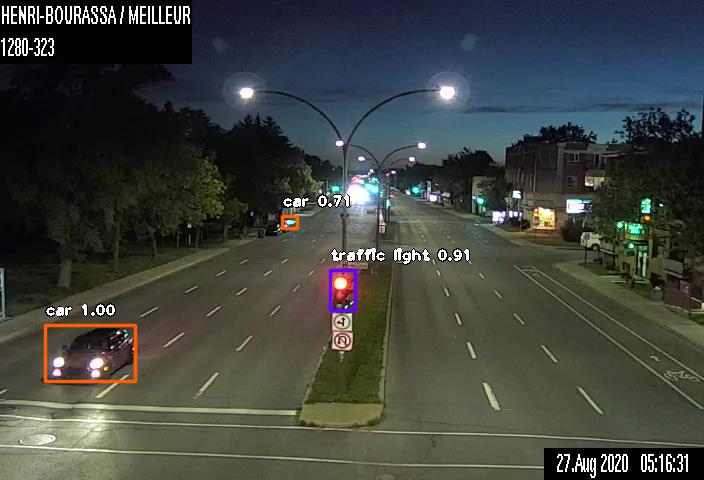 HENRI-BOURASSA / MEILLEUR
1280-323
car 0.71
traffic light 0.91
car 1.00
27.Aug 2020 05:16:31